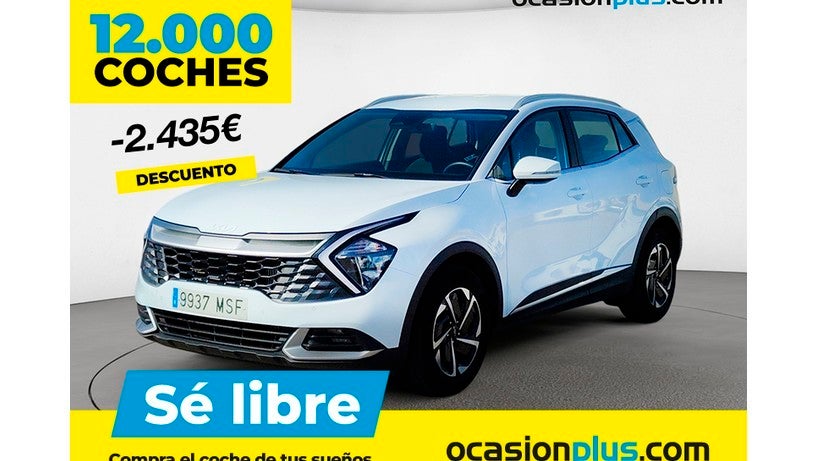 ocasionplus.com
12.000
COCHES
-2.435€
DESCUENTO
KIA
9937 MSF
Sé libre
Compra el coche de tus sueños
ocasionplus.com